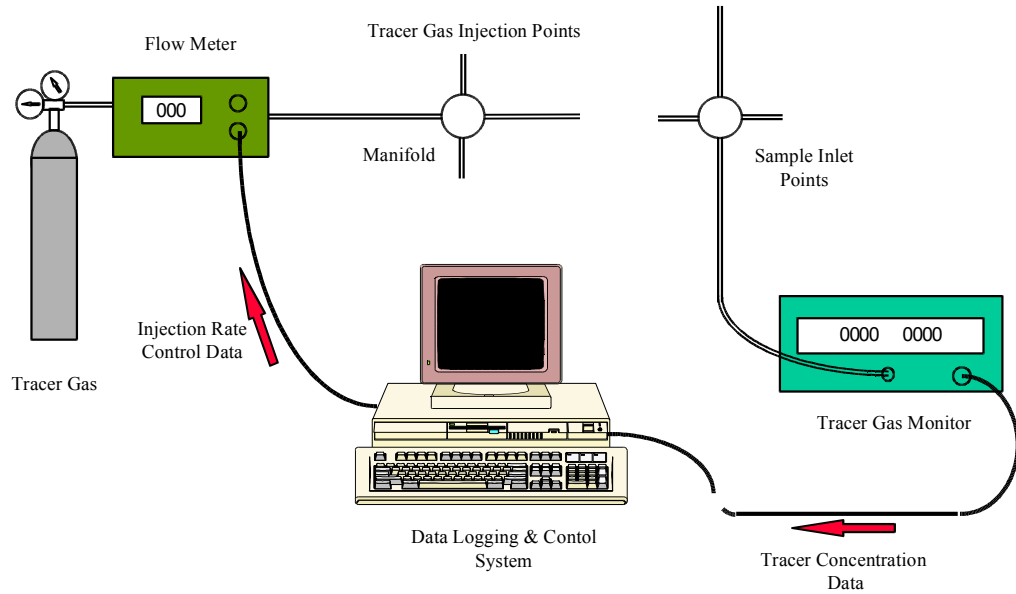 Tracer Gas Injection Points
Flow Meter
000
Manifold
Sample Inlet
Points
Injection Rate
Control Data
0000 0000
Tracer Gas
Tracer Gas Monitor
Data Logging & Contol
System
Tracer Concentration
Data